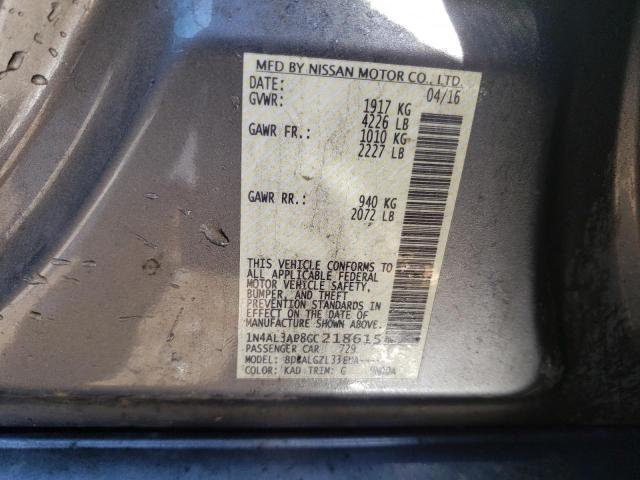 MFD BY NISSAN MOTOR CO., LTD.
DATE: 04/16
GVWR: 1917 KG
4226 LB
GAWR FR.: 1010 KG
2227 LB
GAWR RR.: 940 KG
2072 LB
THIS VEHICLE CONFORMS TO
ALL APPLICABLE FEDERAL
MOTOR VEHICLE SAFETY,
BUMPER, AND THEFT
PREVENTION STANDARDS IN
EFFECT ON THE DATE OF
MANUFACTURE SHOWN ABOVE.
1N4AL3AP8GC218615
PASSENGER CAR 729
MODEL:
COLOR: KAD TRIM: G